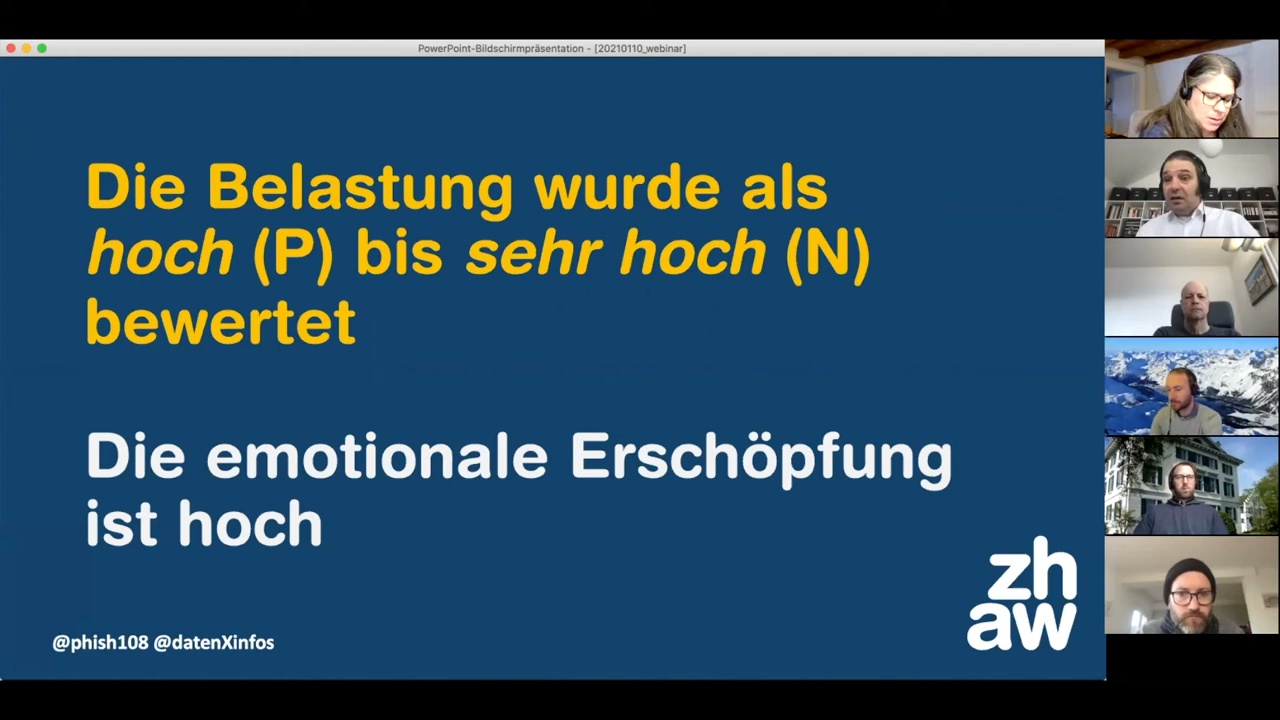 PowerPoint-Bildschirmpräsentation - [20210110_webinar]
Die Belastung wurde als
hoch (P) bis sehr hoch (N)
bewertet
Die emotionale Erschöpfung
ist hoch
zh
aw
@phish108 @datenXinfos